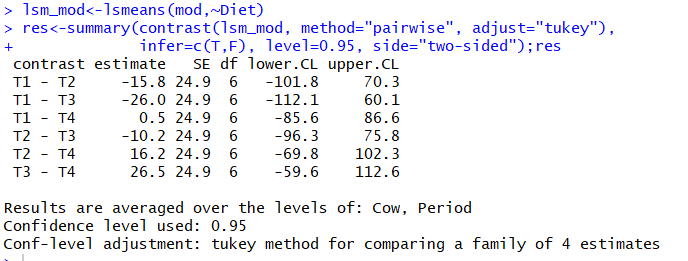 > lsm_mod<-lsmeans(mod,~Diet)
> res<-summary(contrast(lsm_mod, method="pairwise", adjust="tukey"),
+              infer=c(T,F), level=0.95, side="two-sided");res
 contrast estimate   SE df lower.CL upper.CL
 T1 - T2     -15.8 24.9  6   -101.8     70.3
 T1 - T3     -26.0 24.9  6   -112.1     60.1
 T1 - T4       0.5 24.9  6    -85.6     86.6
 T2 - T3     -10.2 24.9  6    -96.3     75.8
 T2 - T4      16.2 24.9  6    -69.8    102.3
 T3 - T4      26.5 24.9  6    -59.6    112.6
Results are averaged over the levels of: Cow, Period
Confidence level used: 0.95
Conf-level adjustment: tukey method for comparing a family of 4 estimates
>